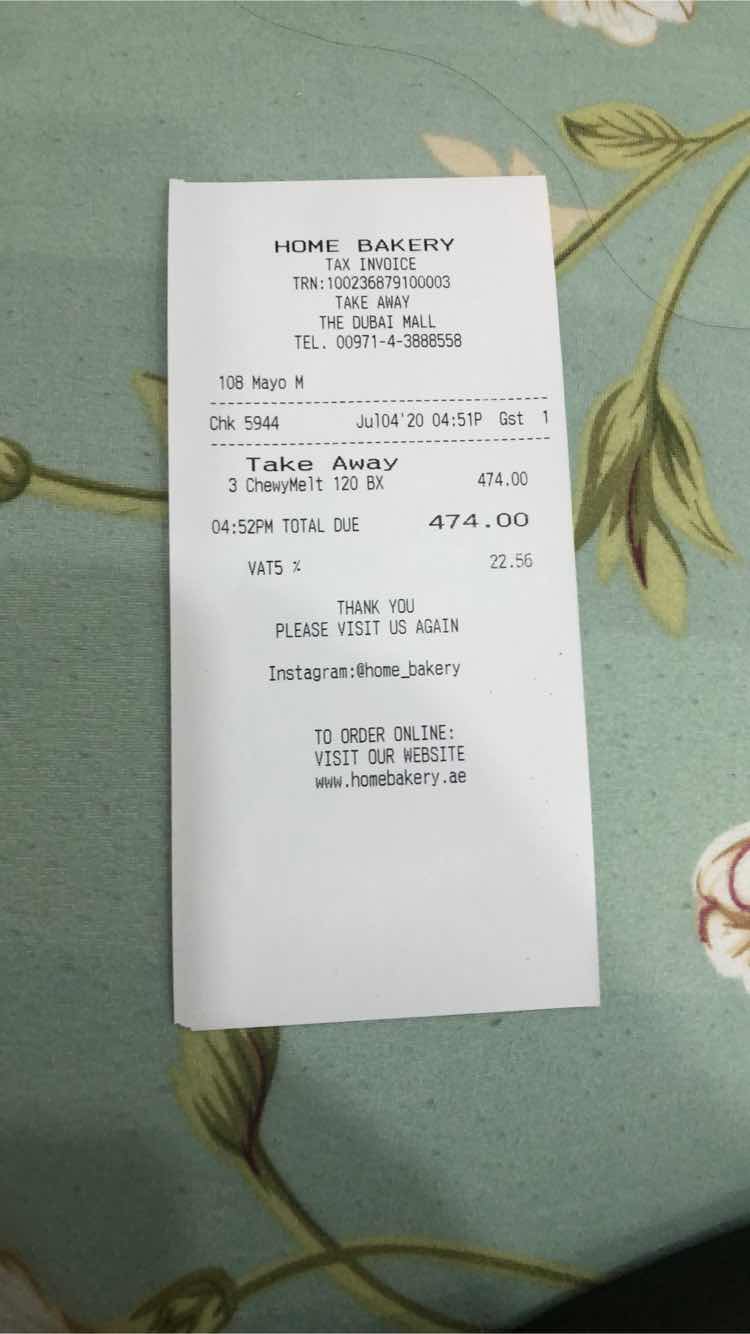 HOME BAKERY
TAX INVOICE
TRN:100236879100003
TAKE AWAY
THE DUBAI MALL
TEL. 00971-4-3888558
108 Mayo M
Chk 5944 Jul04'20 04:51P Gst 1
Take Away
3 ChewyMelt 120 BX 474.00
04:52PM TOTAL DUE 474.00
VAT5 % 22.56
THANK YOU
PLEASE VISIT US AGAIN
Instagram:@home_bakery
TO ORDER ONLINE:
VISIT OUR WEBSITE
www.homebakery.ae